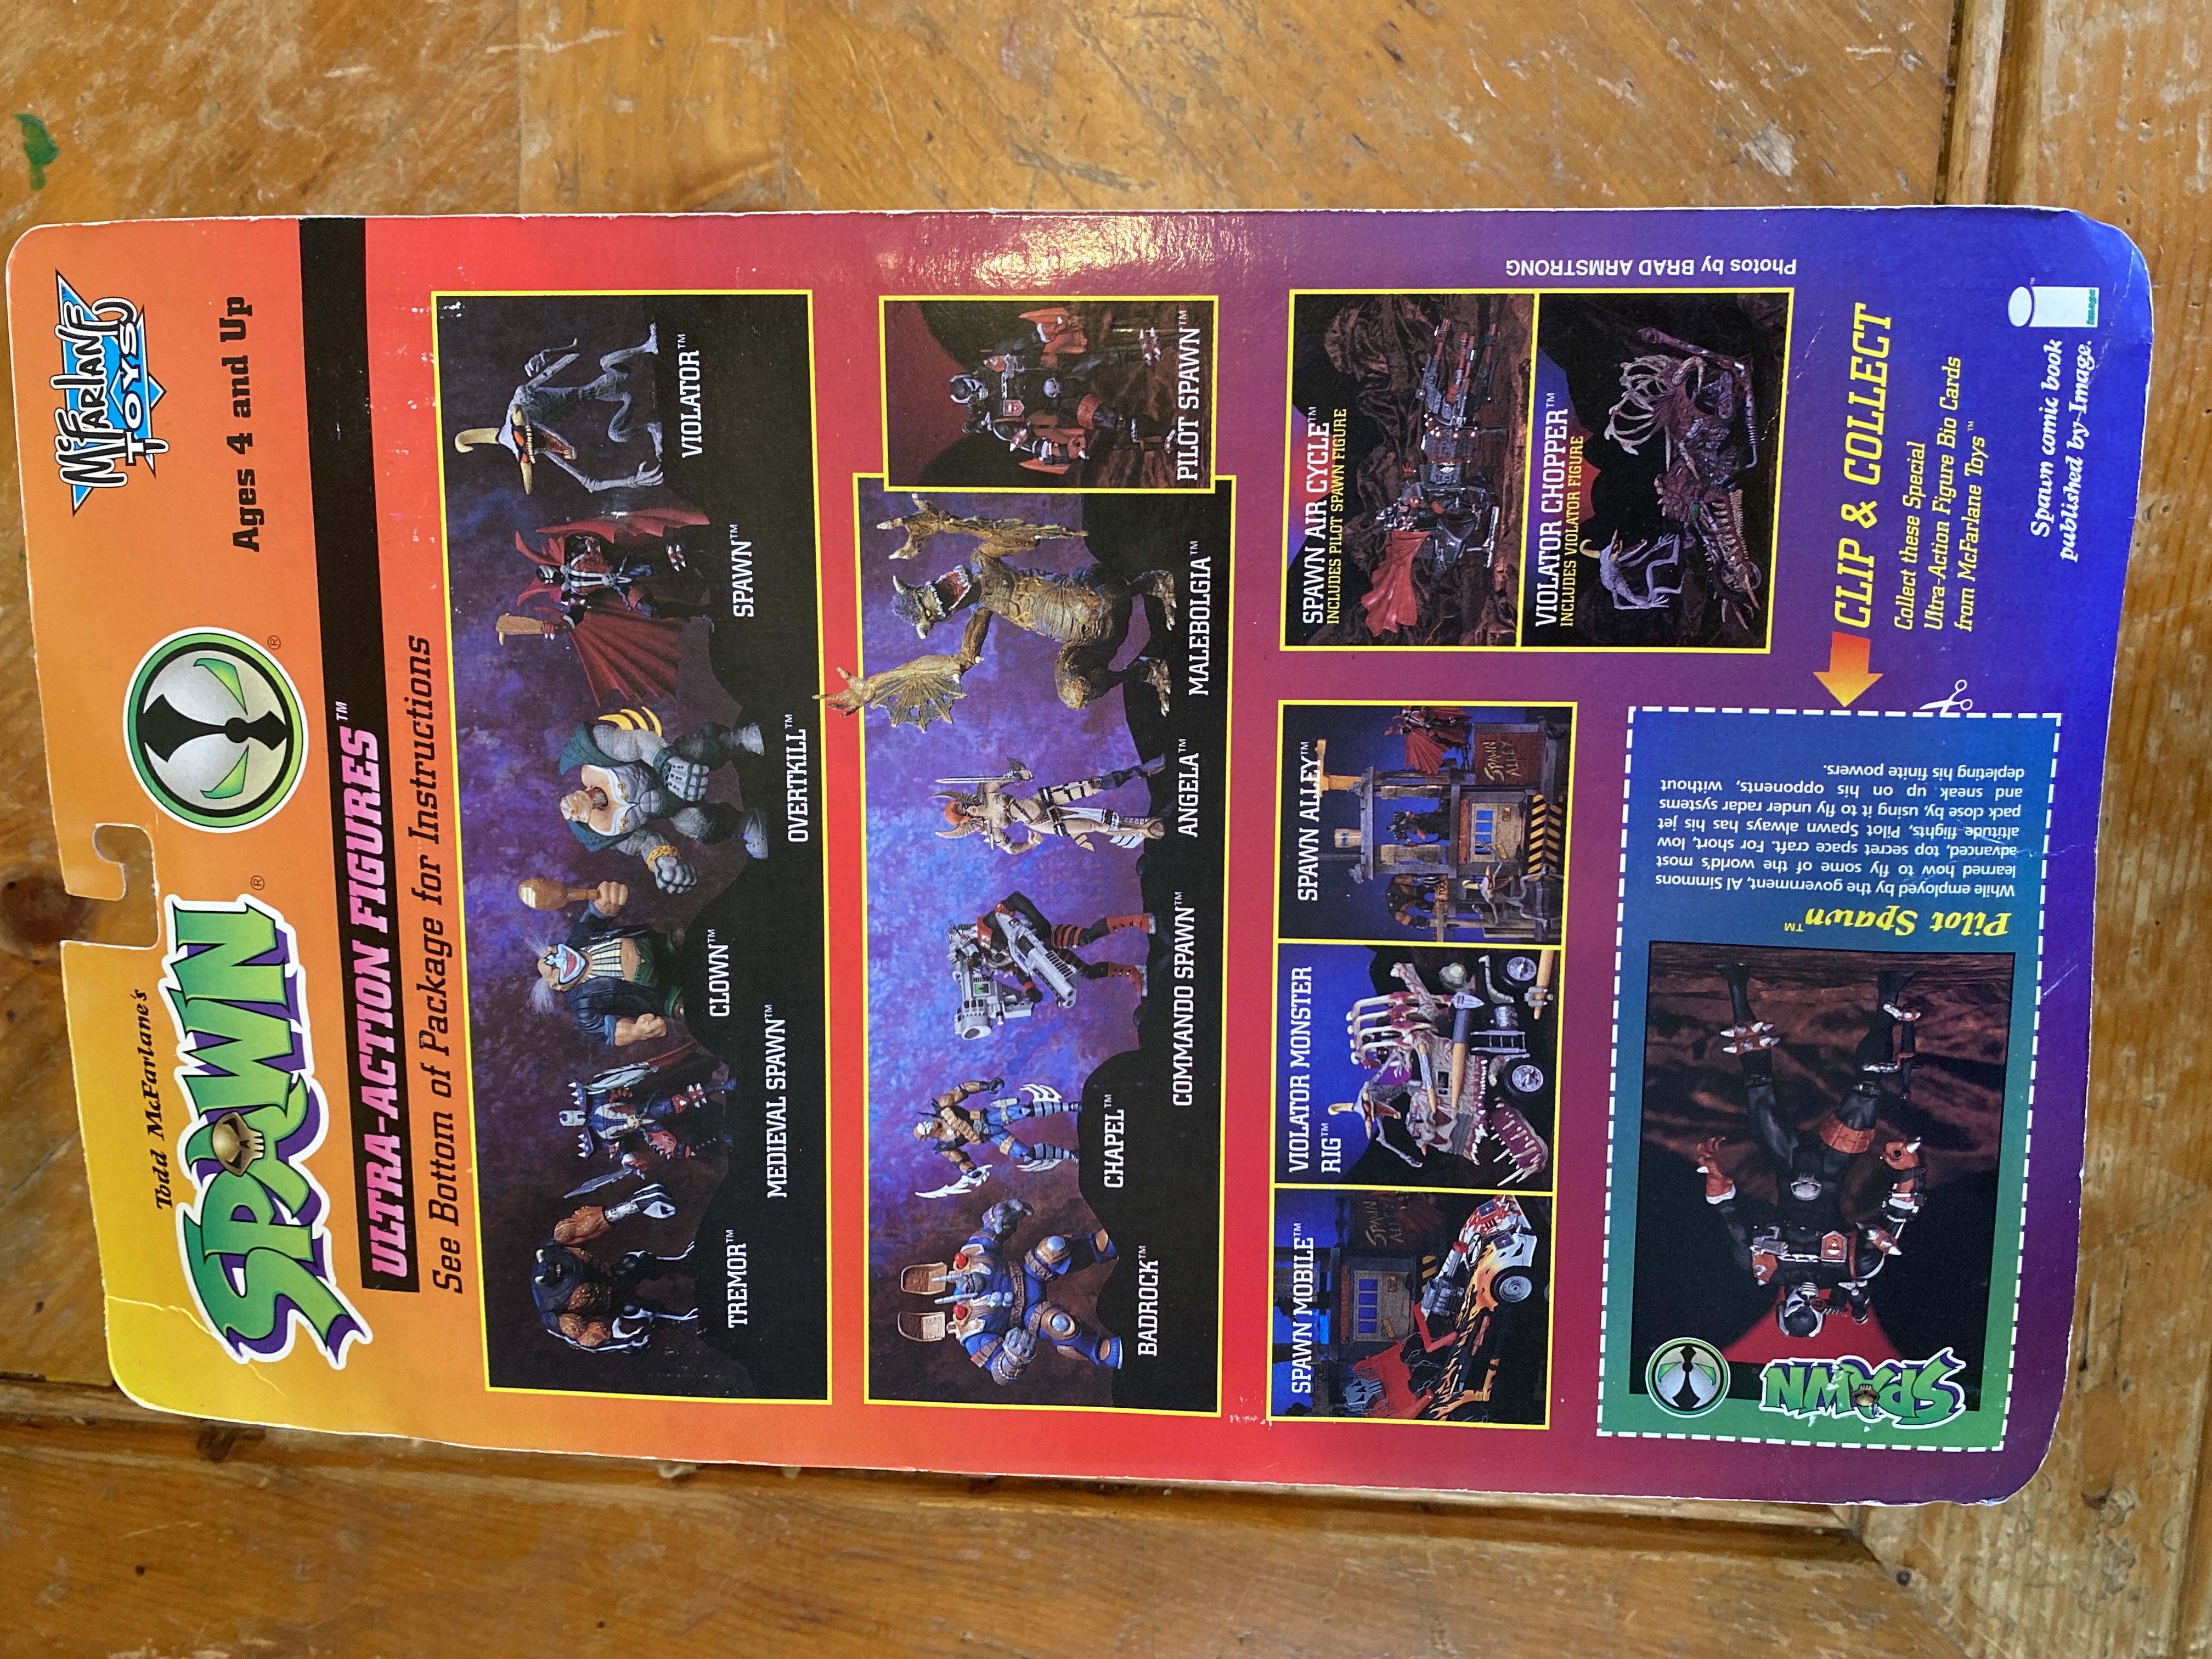 McFARLANE
TOYS
Ages 4 and Up
Todd McFarlane's
SPAWN®
®
ULTRA-ACTION FIGURES™
See Bottom of Package for Instructions
TREMOR™
MEDIEVAL SPAWN™
CLOWN™
OVERTKILL™
SPAWN™
VIOLATOR™
BADROCK™
CHAPEL™
COMMANDO SPAWN™
ANGELA™
MALEBOLGIA™
PILOT SPAWN™
SPAWN MOBILE™
SPAWN
ALLEY
VIOLATOR MONSTER
RIG™
SPAWN ALLEY™
SPAWN
ALLEY
SPAWN AIR CYCLE™
INCLUDES PILOT SPAWN FIGURE
VIOLATOR CHOPPER™
INCLUDES VIOLATOR FIGURE
Photos by BRAD ARMSTRONG
SPAWN
Pilot Spawn™
While employed by the government, Al Simmons
learned how to fly some of the world's most
advanced, top secret space craft. For short, low
altitude flights, Pilot Spawn always has his jet
pack close by, using it to fly under radar systems
and sneak up on his opponents, without
depleting his finite powers.
CLIP & COLLECT
Collect these Special
Ultra-Action Figure Bio Cards
from McFarlane Toys™
Spawn comic book
published by Image.
image